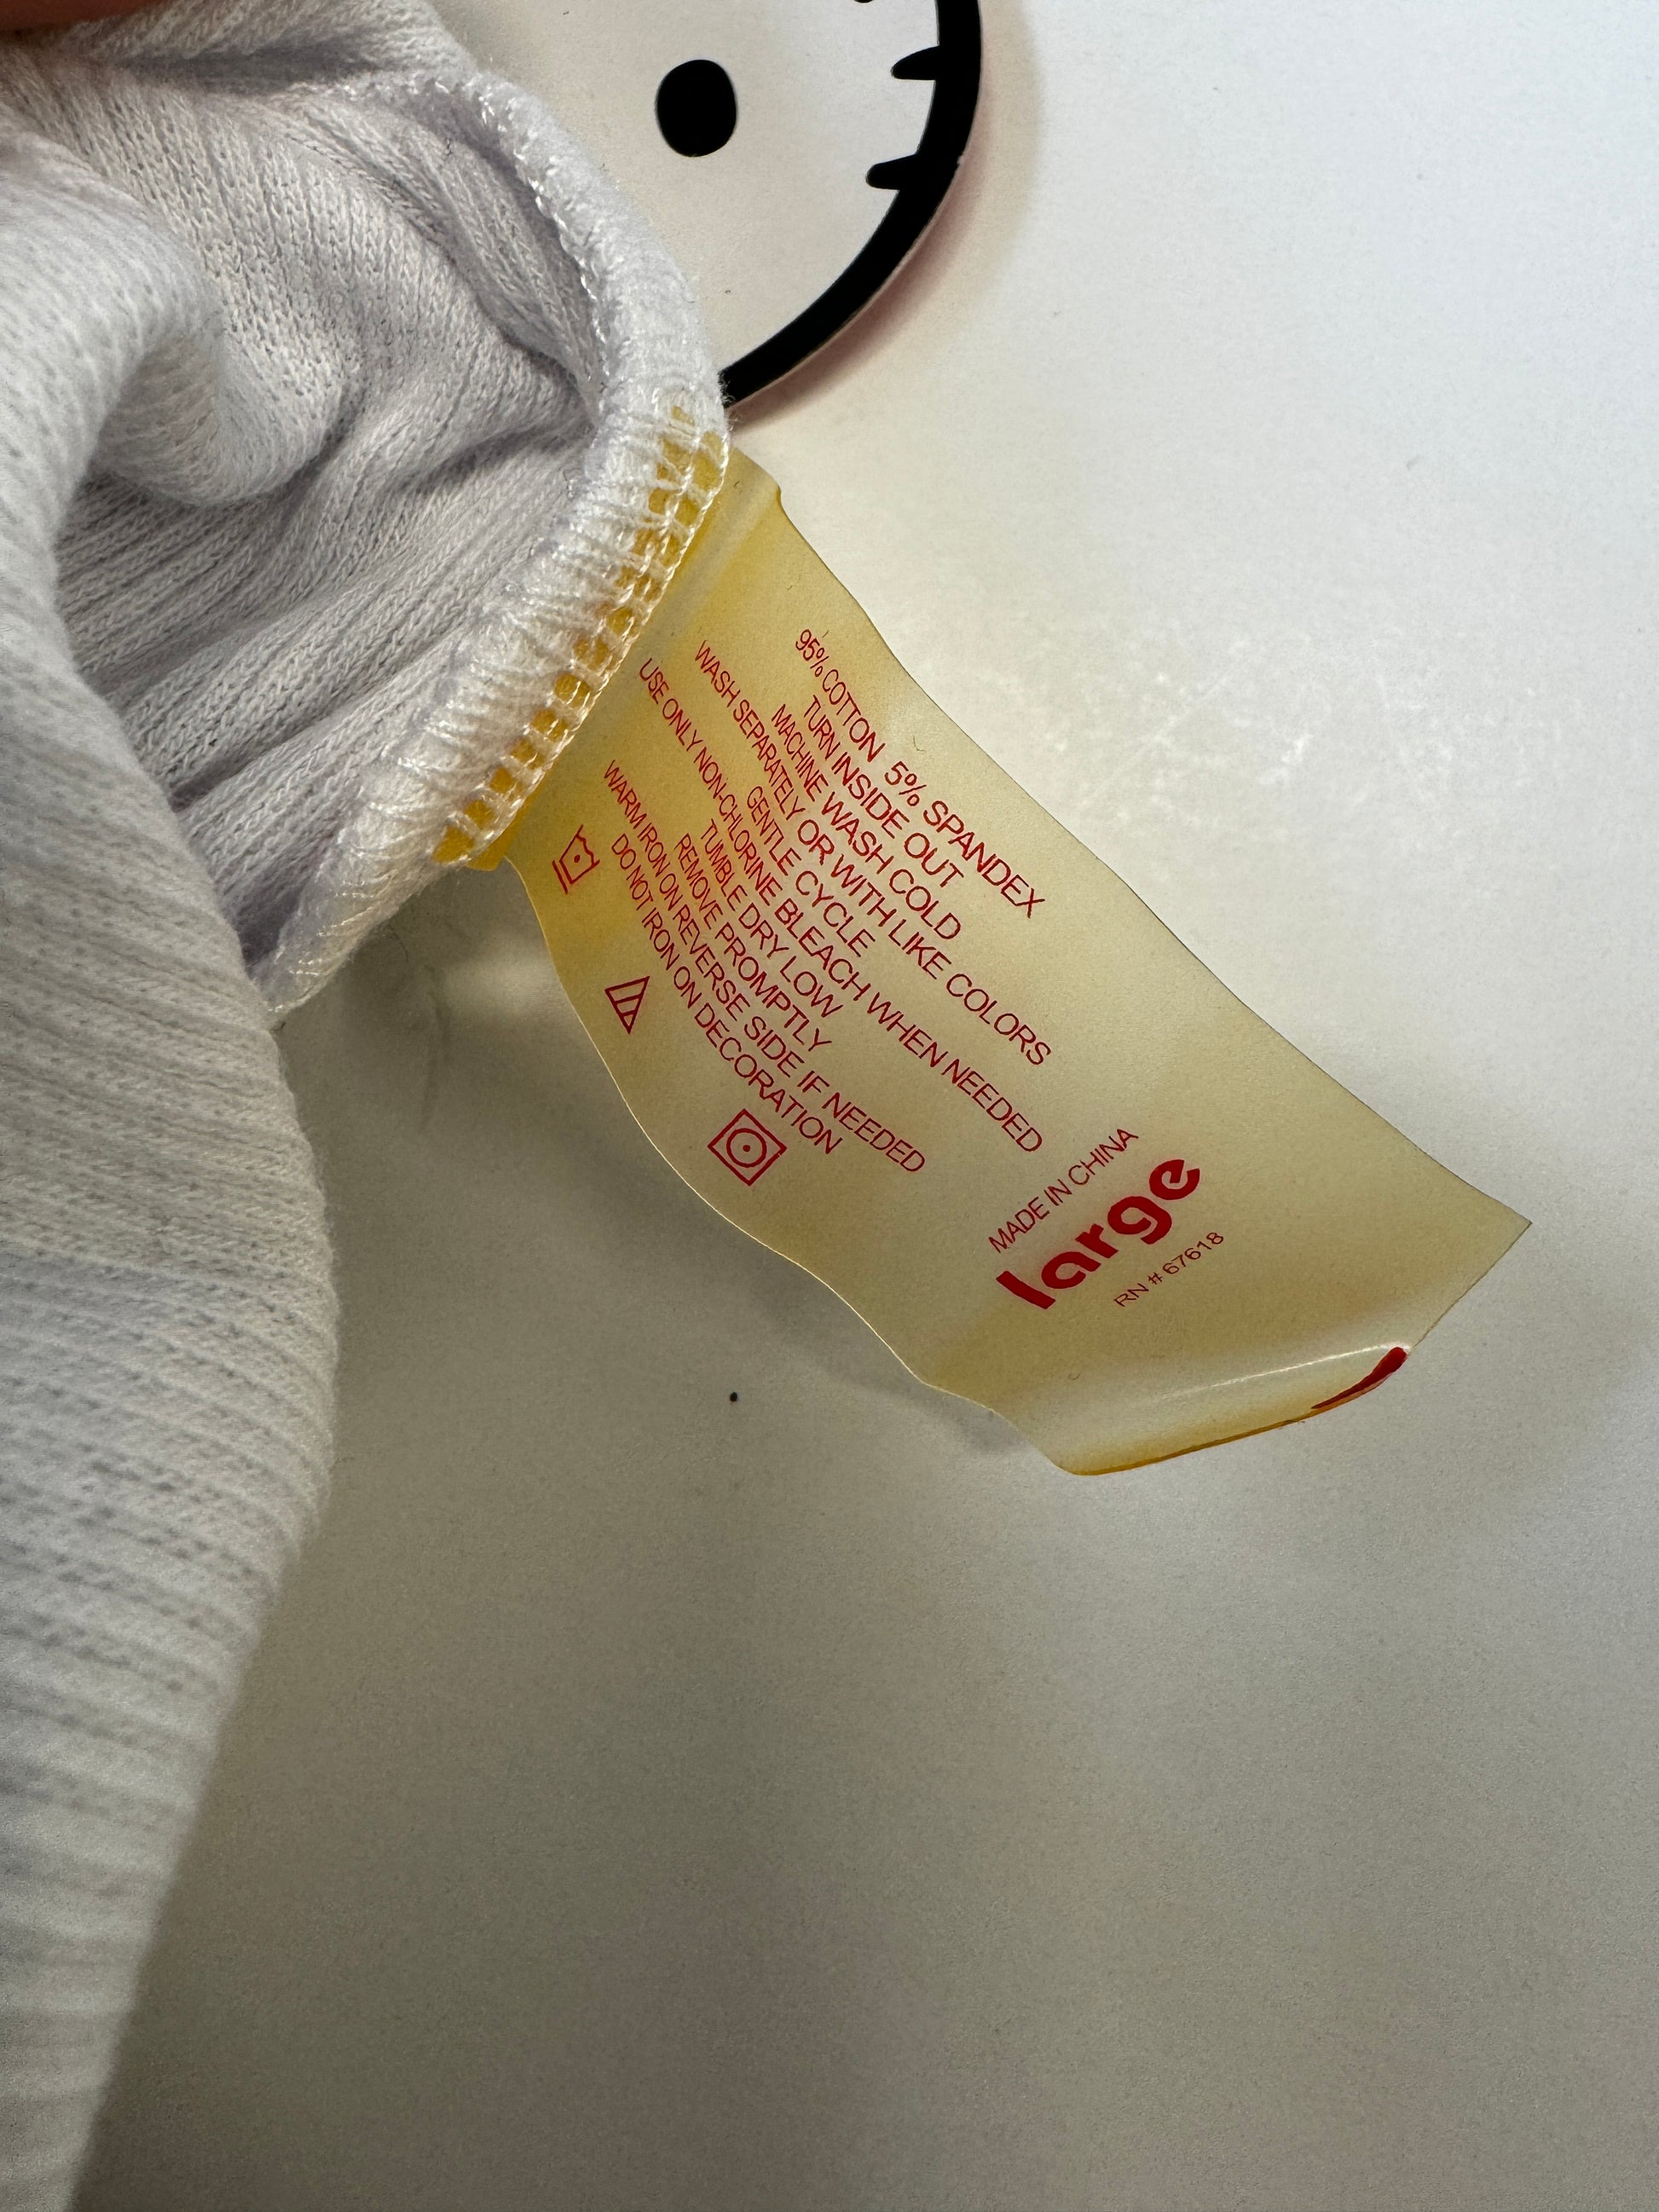 95% COTTON 5% SPANDEX
TURN INSIDE OUT
MACHINE WASH COLD
WASH SEPARATELY OR WITH LIKE COLORS
GENTLE CYCLE
USE ONLY NON-CHLORINE BLEACH WHEN NEEDED
TUMBLE DRY LOW
REMOVE PROMPTLY
WARM IRON ON REVERSE SIDE IF NEEDED
DO NOT IRON ON DECORATION
MADE IN CHINA
large
RN # 67618